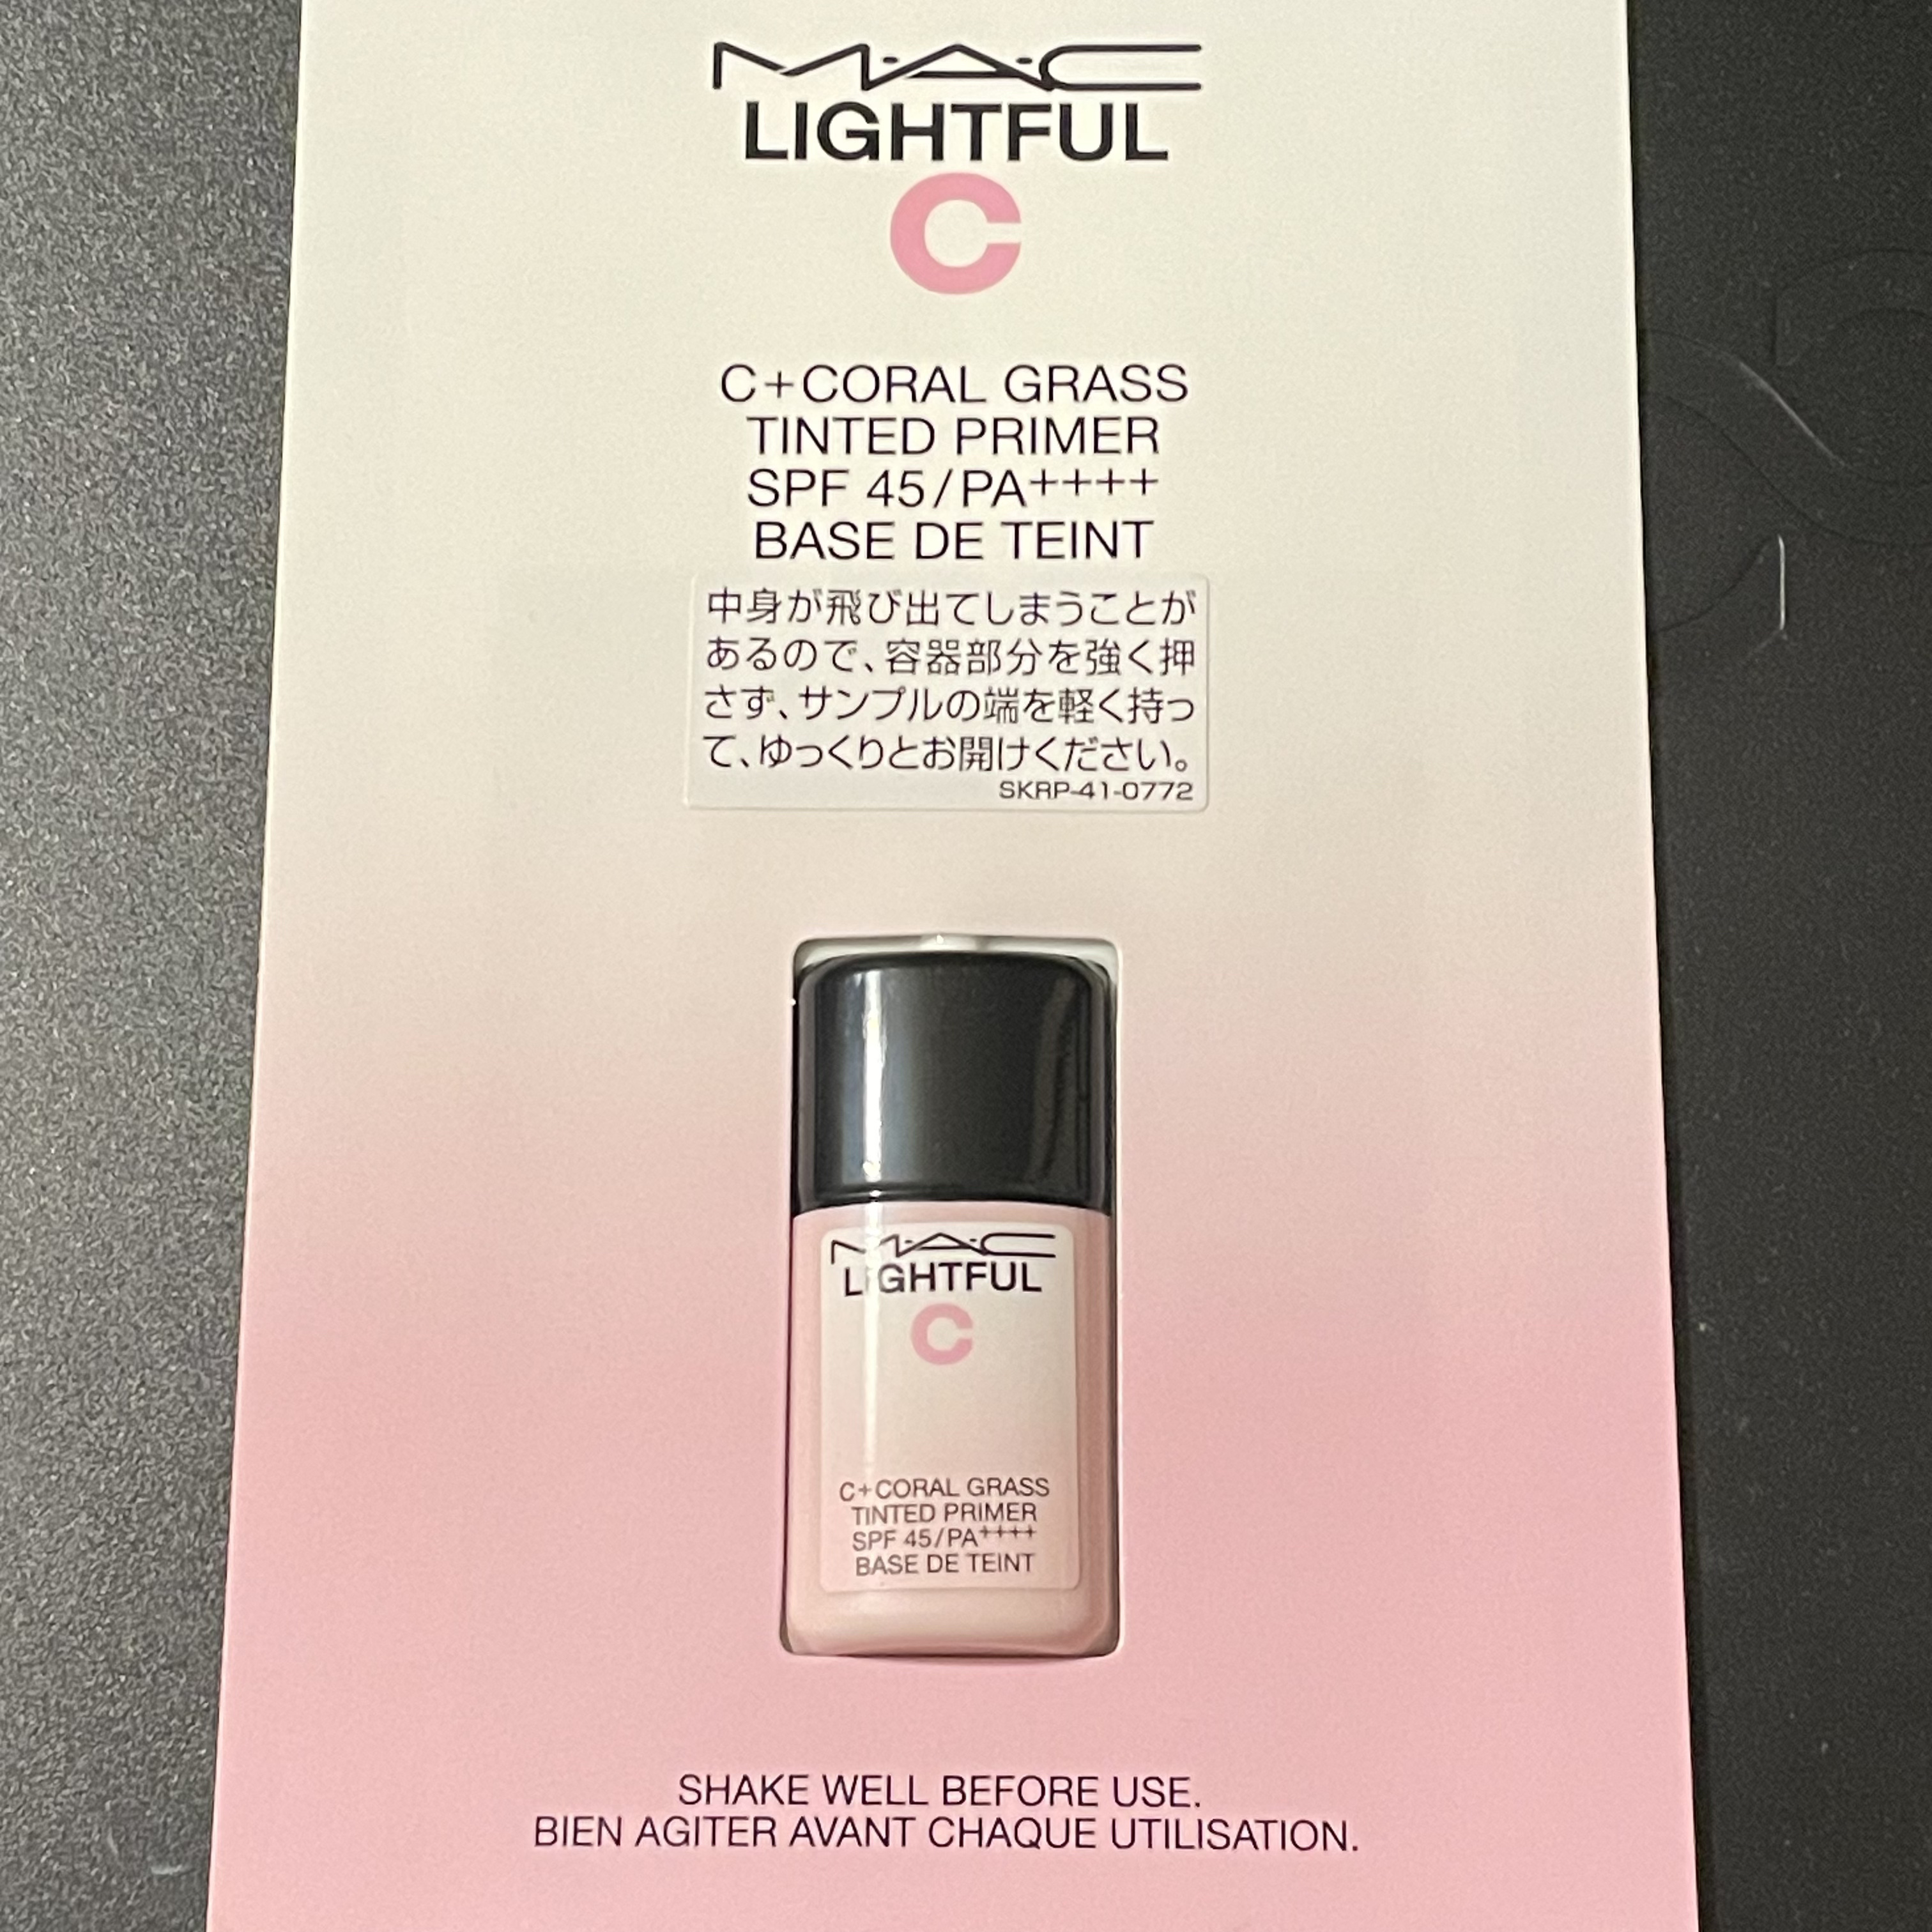 M·A·C
LIGHTFUL
C
C+CORAL GRASS
TINTED PRIMER
SPF 45/PA++++
BASE DE TEINT
中身が飛び出てしまうことが
あるので、容器部分を強く押
さず、サンプルの端を軽く持っ
て、ゆっくりとお開けください。
SKRP-41-0772
M·A·C
LIGHTFUL
C
C+CORAL GRASS
TINTED PRIMER
SPF 45/PA++++
BASE DE TEINT
SHAKE WELL BEFORE USE.
BIEN AGITER AVANT CHAQUE UTILISATION.